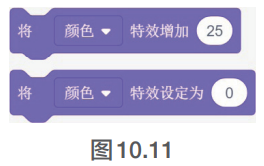 将 颜色 特效增加 25
将 颜色 特效设定为 0
图10.11